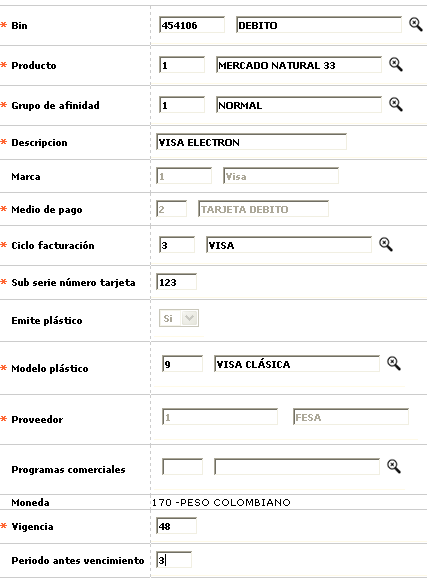 * Bin 454106 DEBITO
* Producto 1 MERCADO NATURAL 33
* Grupo de afinidad 1 NORMAL
* Descripcion VISA ELECTRON
Marca 1 Visa
* Medio de pago 2 TARJETA DEBITO
* Ciclo facturación 3 VISA
* Sub serie número tarjeta 123
Emite plástico Si
* Modelo plástico 9 VISA CLÁSICA
* Proveedor 1 FESA
Programas comerciales
Moneda 170 -PESO COLOMBIANO
* Vigencia 48
Periodo antes vencimiento 3